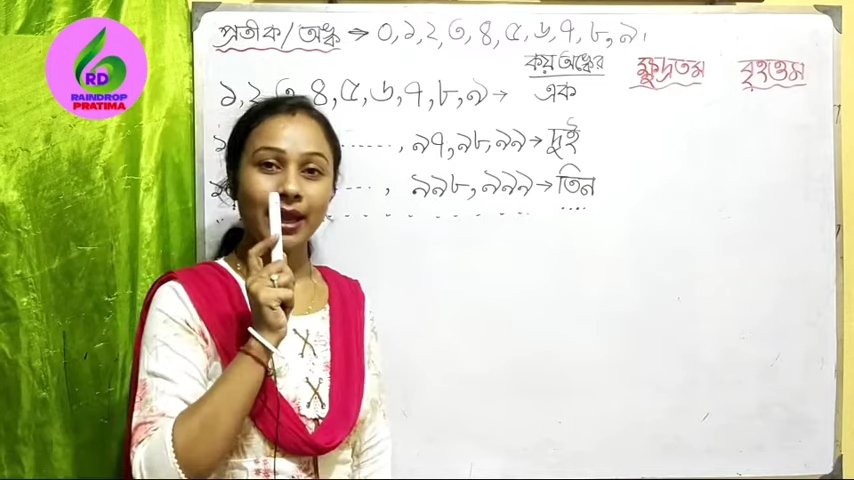 RD
RAINDROP
PRATIMA
প্রতীক/অঙ্ক → ০,১,২,৩,৪,৫,৬,৭,৮,৯।
কয় অঙ্কের ক্ষুদ্রতম বৃহত্তম
১,২,৩,৪,৫,৬,৭,৮,৯ → এক
..., ৯৭,৯৮,৯৯ → দুই
..., ৯৯৮,৯৯৯ → তিন